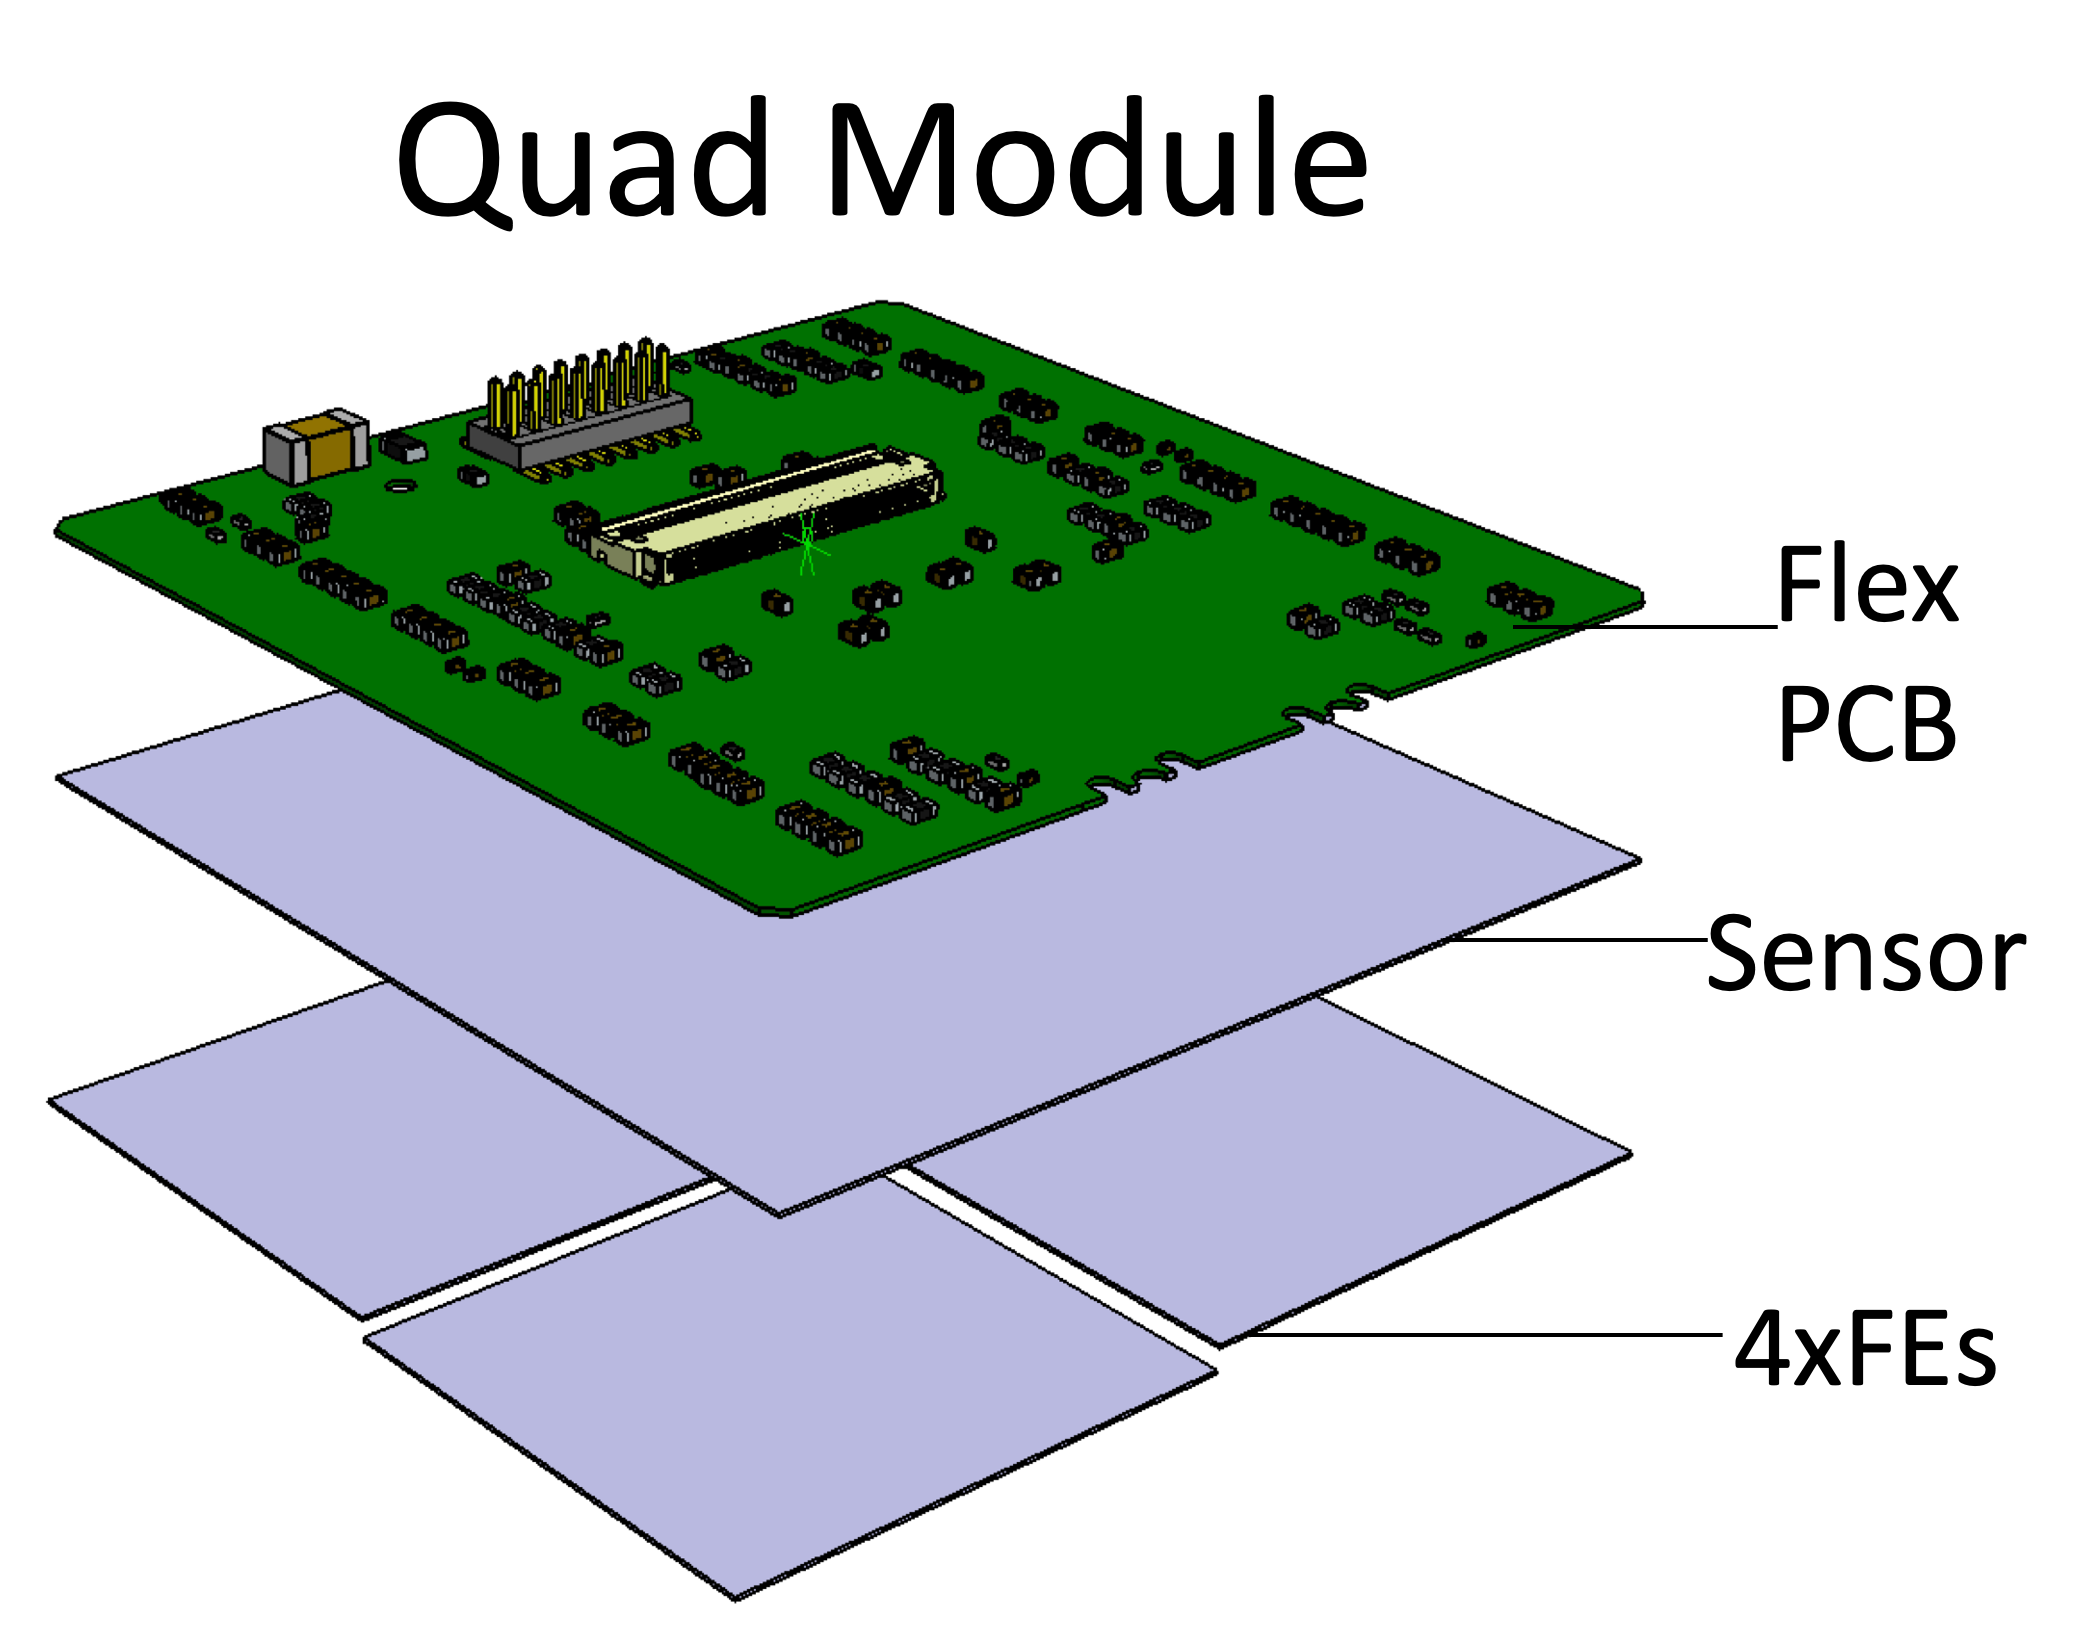 Quad Module
Flex
PCB
Sensor
4xFEs